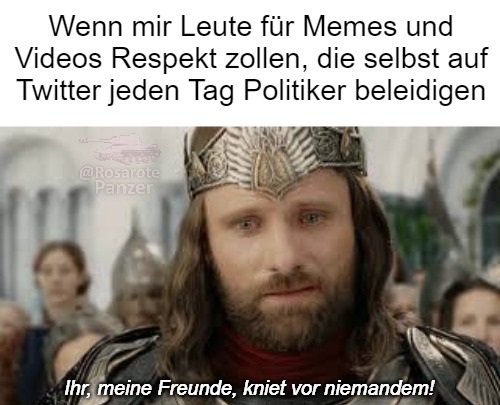 Wenn mir Leute für Memes und
Videos Respekt zollen, die selbst auf
Twitter jeden Tag Politiker beleidigen
@Rosarote
Panzer
Ihr, meine Freunde, kniet vor niemandem!